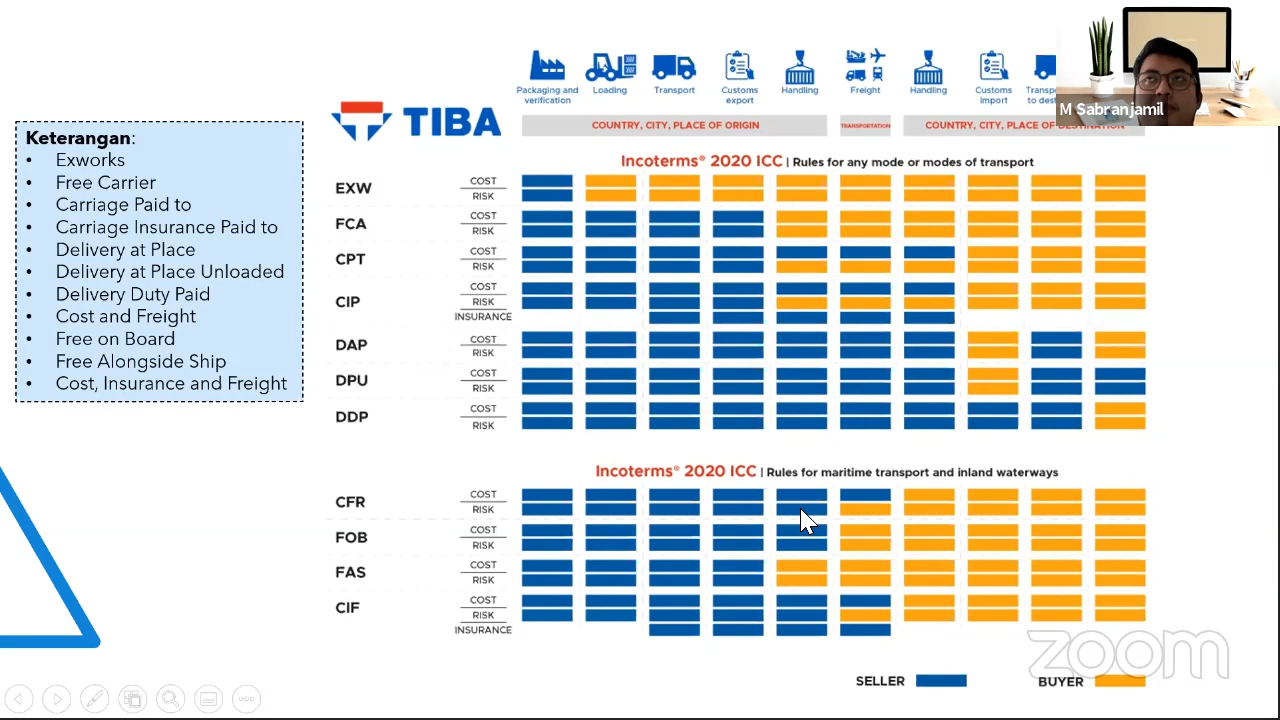 Packaging and
verification
Loading
Transport
Customs
export
Handling
Freight
Handling
Customs
import
M Sabranjamil
TIBA
COUNTRY, CITY, PLACE OF ORIGIN
TRANSPORTATION
COUNTRY, CITY, PLACE OF DESTINATION
Keterangan:
• Exworks
• Free Carrier
• Carriage Paid to
• Carriage Insurance Paid to
• Delivery at Place
• Delivery at Place Unloaded
• Delivery Duty Paid
• Cost and Freight
• Free on Board
• Free Alongside Ship
• Cost, Insurance and Freight
Incoterms® 2020 ICC | Rules for any mode or modes of transport
EXW
COST
RISK
FCA
COST
RISK
CPT
COST
RISK
CIP
COST
RISK
INSURANCE
DAP
COST
RISK
DPU
COST
RISK
DDP
COST
RISK
Incoterms® 2020 ICC | Rules for maritime transport and inland waterways
CFR
COST
RISK
FOB
COST
RISK
FAS
COST
RISK
CIF
COST
RISK
INSURANCE
zoom
SELLER
BUYER